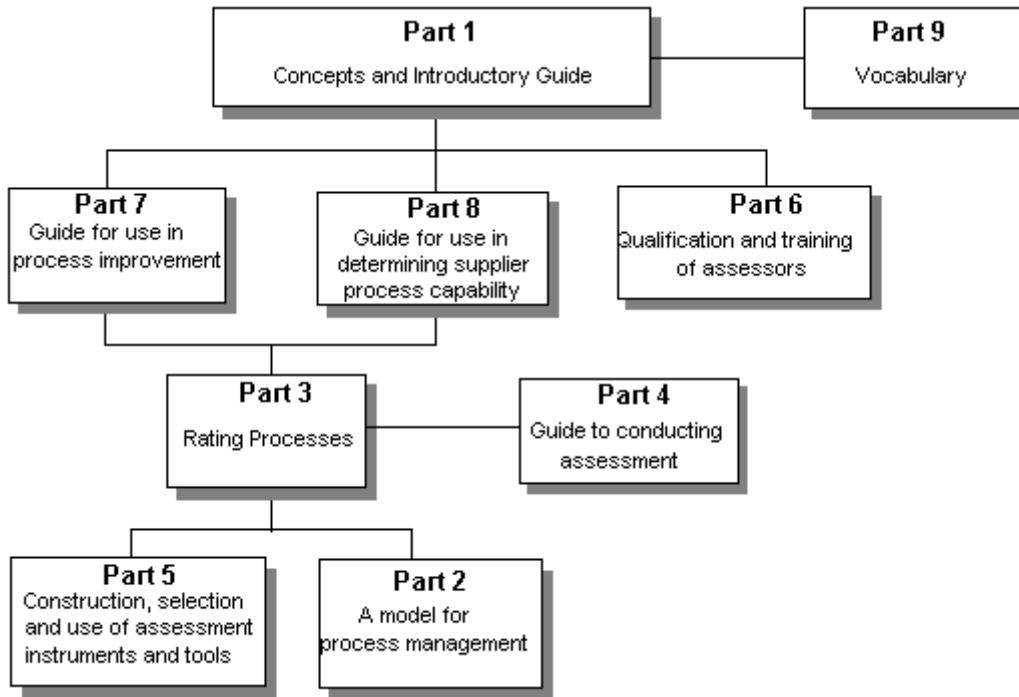 Part 1
Concepts and Introductory Guide
Part 9
Vocabulary
Part 7
Guide for use in
process improvement
Part 8
Guide for use in
determining supplier
process capability
Part 6
Qualification and training
of assessors
Part 3
Rating Processes
Part 4
Guide to conducting
assessment
Part 5
Construction, selection
and use of assessment
instruments and tools
Part 2
A model for
process management